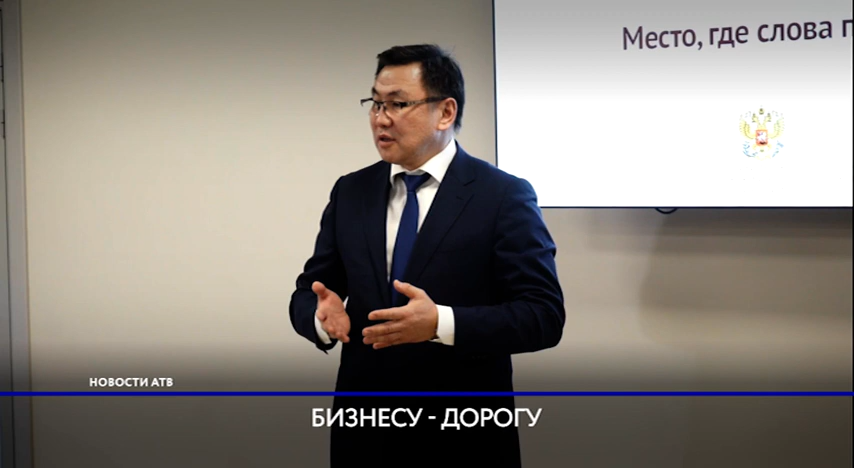 Место, где слова п
НОВОСТИ АТВ
БИЗНЕСУ - ДОРОГУ